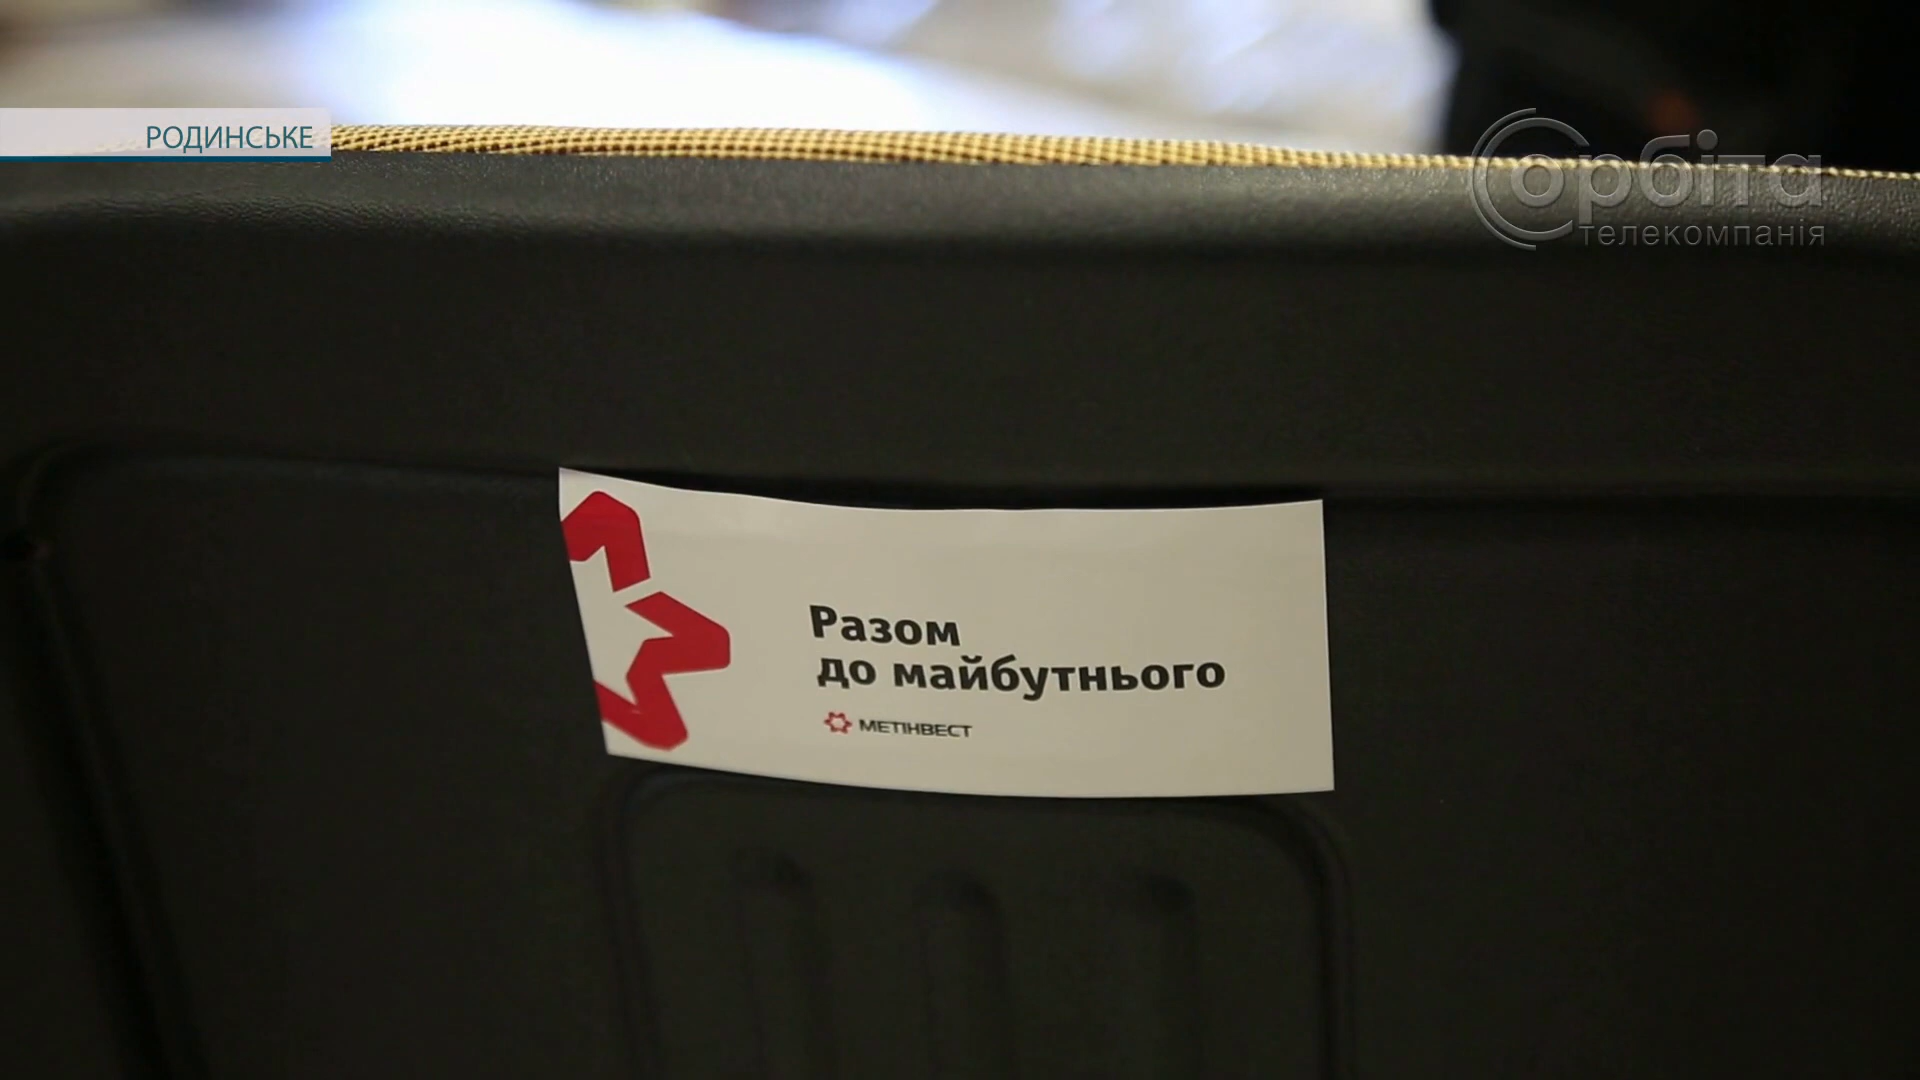 РОДИНСЬКЕ
орбіта
телекомпанія
Разом
до майбутнього
МЕТІНВЕСТ